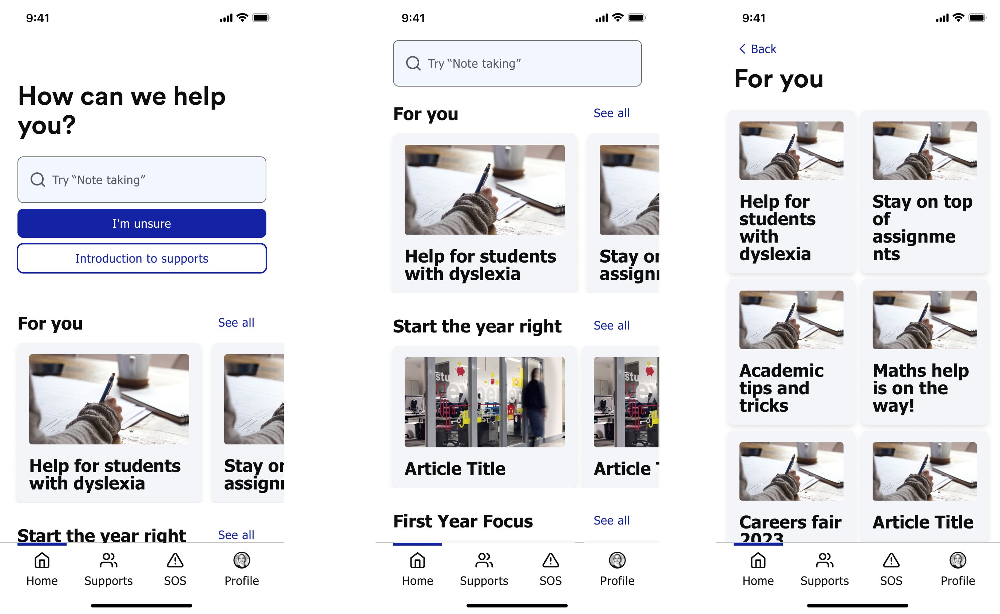 9:41
How can we help
you?
Try “Note taking”
I'm unsure
Introduction to supports
For you
See all
Help for students
with dyslexia
Stay
Start the year right
See all
Home
Supports
SOS
Profile
9:41
Try “Note taking”
For you
See all
Help for students
with dyslexia
Stay
Start the year right
See all
Article Title
Article
First Year Focus
See all
Home
Supports
SOS
Profile
9:41
Back
For you
Help for
students
with
dyslexia
Stay on top
of
assignme
nts
Academic
tips and
tricks
Maths help
is on the
way!
Careers fair
2023
Article Title
Home
Supports
SOS
Profile